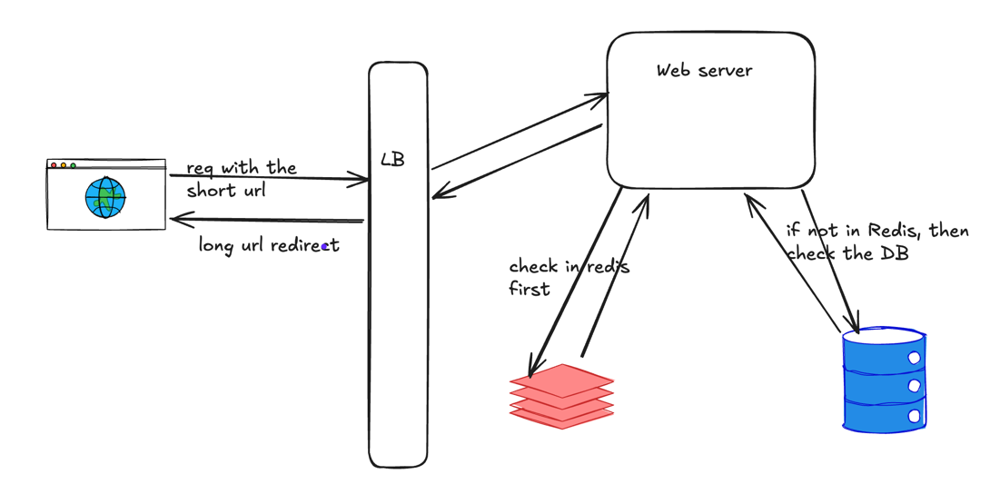 Web server
LB
req with the
short url
long url redirect
if not in Redis, then
check the DB
check in redis
first